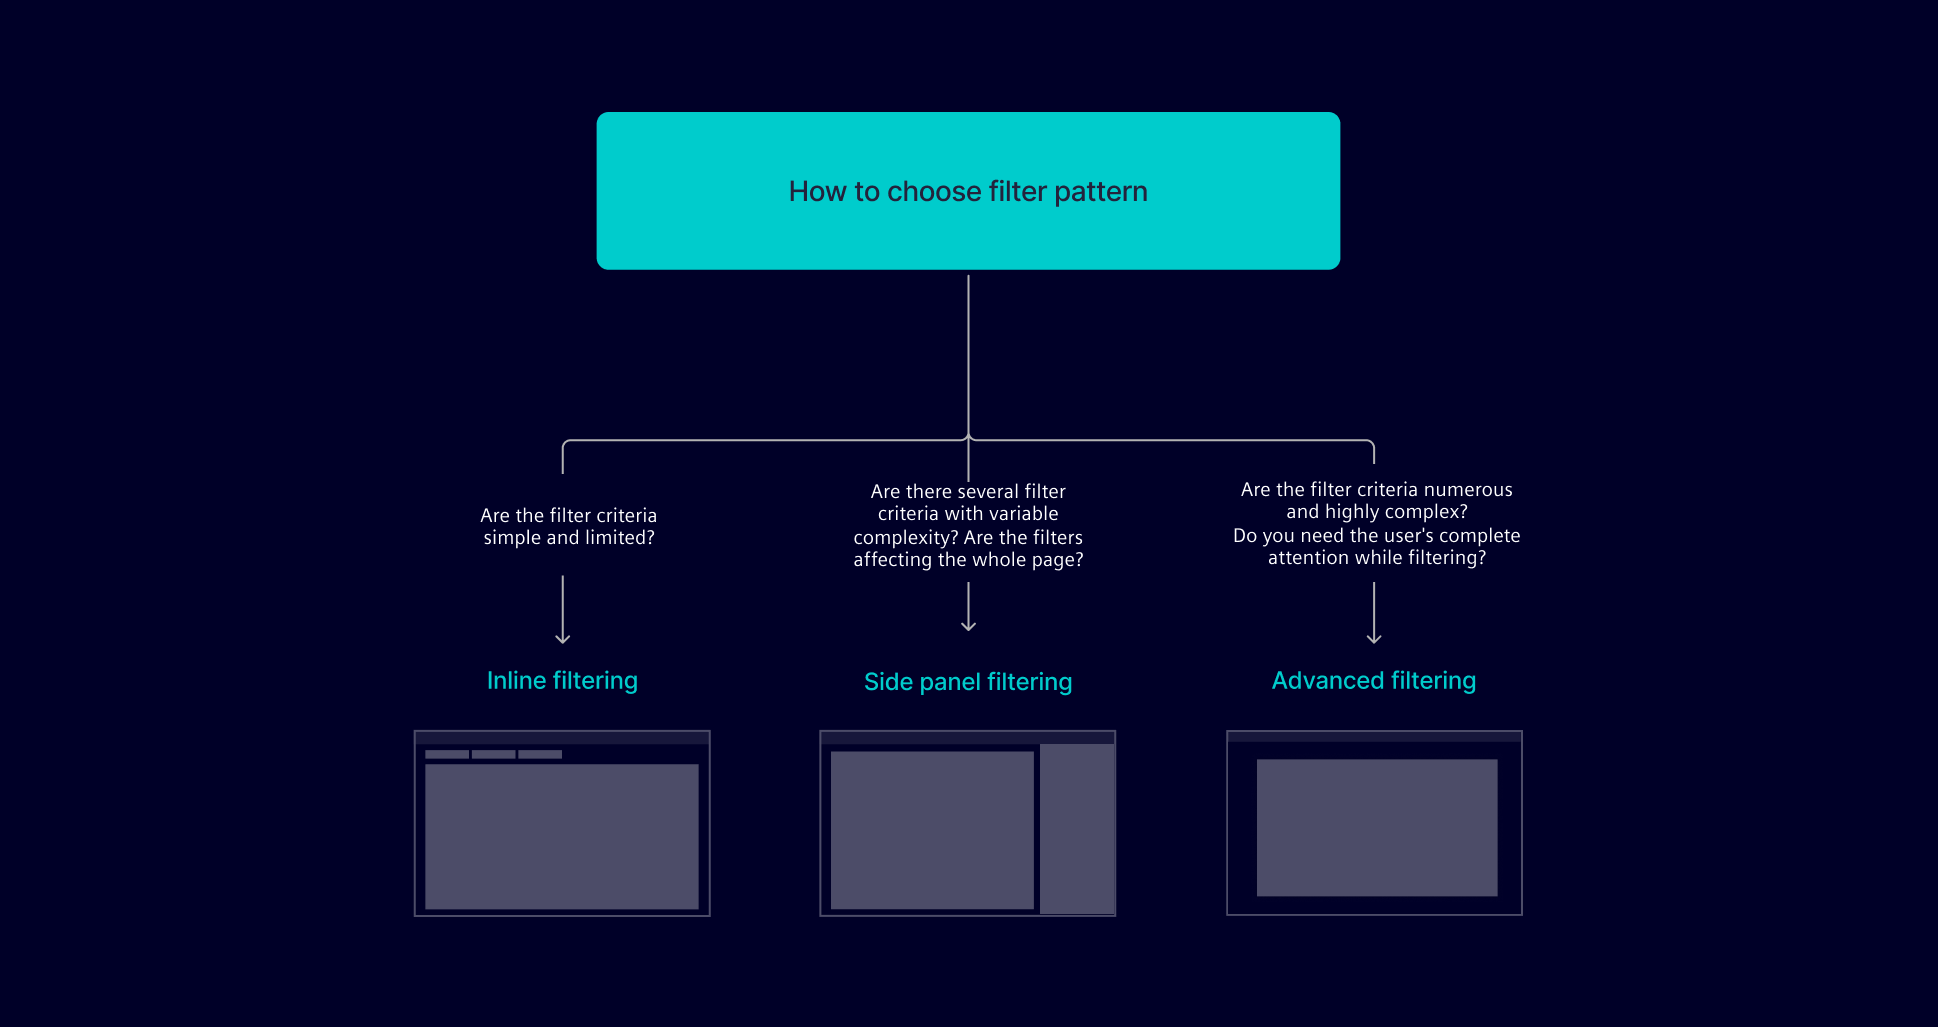 How to choose filter pattern
Are the filter criteria
simple and limited?
Are there several filter
criteria with variable
complexity? Are the filters
affecting the whole page?
Are the filter criteria numerous
and highly complex?
Do you need the user's complete
attention while filtering?
Inline filtering
Side panel filtering
Advanced filtering